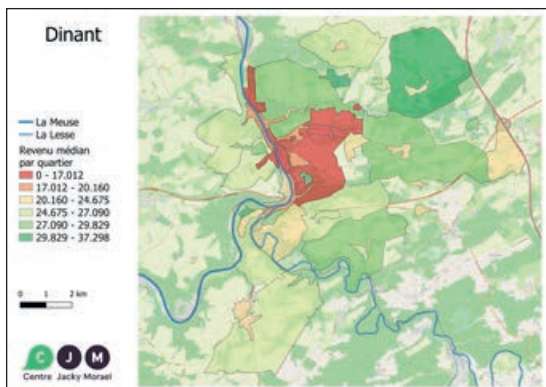 Dinant
La Meuse
La Lesse
Revenu médian
par quartier
0 - 17.012
17.012 - 20.160
20.160 - 24.675
24.675 - 27.090
27.090 - 29.829
29.829 - 37.298
0 1 2 km
C J M
Centre Jacky Morael